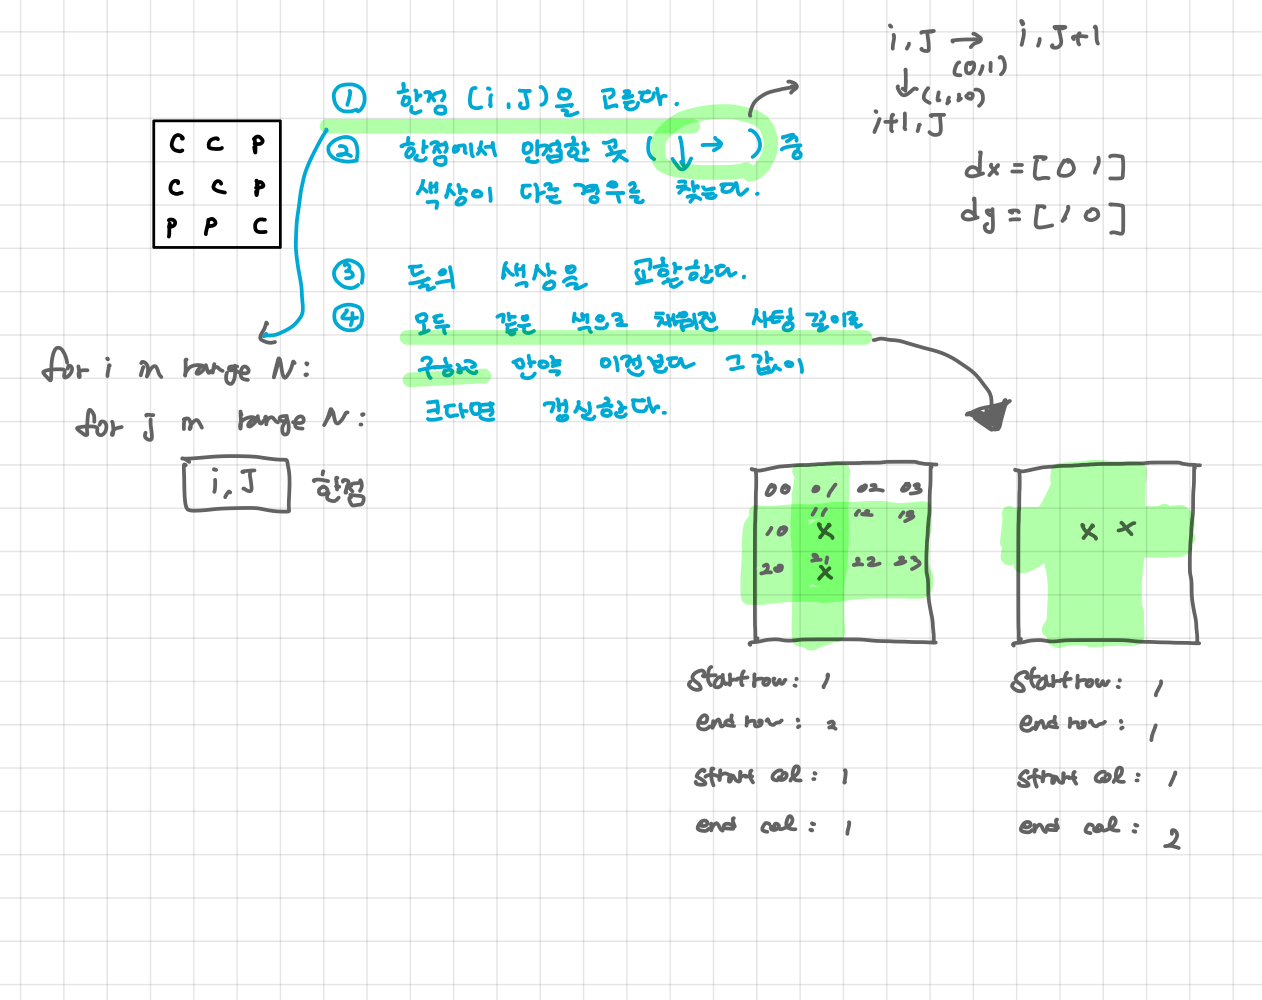 i, J → i, J+1
(0,1)
(1,0)
i+1, J
① 한점 (i, J)을 고른다.
② 한점에서 인접한 곳 (↓ →) 중
색상이 다른 경우를 찾는다.
dx = [0 1]
dy = [1 0]
C C P
C C P
P P C
③ 둘의 색상을 교환한다.
④ 모두 같은 색으로 채워진 사탕 길이를
구하고 만약 이전보다 그 값이
크다면 갱신한다.
for i in range N:
for j in range N:
i, J 한점
00 01 02 03
11 12 13
10 X
20 21 22 23
X
X X
start row: 1
end row: 2
start col: 1
end col: 1
start row: 1
end row: 1
start col: 1
end col: 2